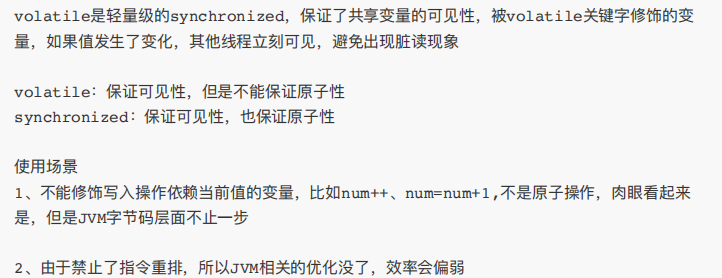 volatile是轻量级的synchronized，保证了共享变量的可见性，被volatile关键字修饰的变
量，如果值发生了变化，其他线程立刻可见，避免出现脏读现象
volatile：保证可见性，但是不能保证原子性
synchronized：保证可见性，也保证原子性
使用场景
1、不能修饰写入操作依赖当前值的变量，比如num++、num=num+1,不是原子操作，肉眼看起来
是，但是JVM字节码层面不止一步
2、由于禁止了指令重排，所以JVM相关的优化没了，效率会偏弱